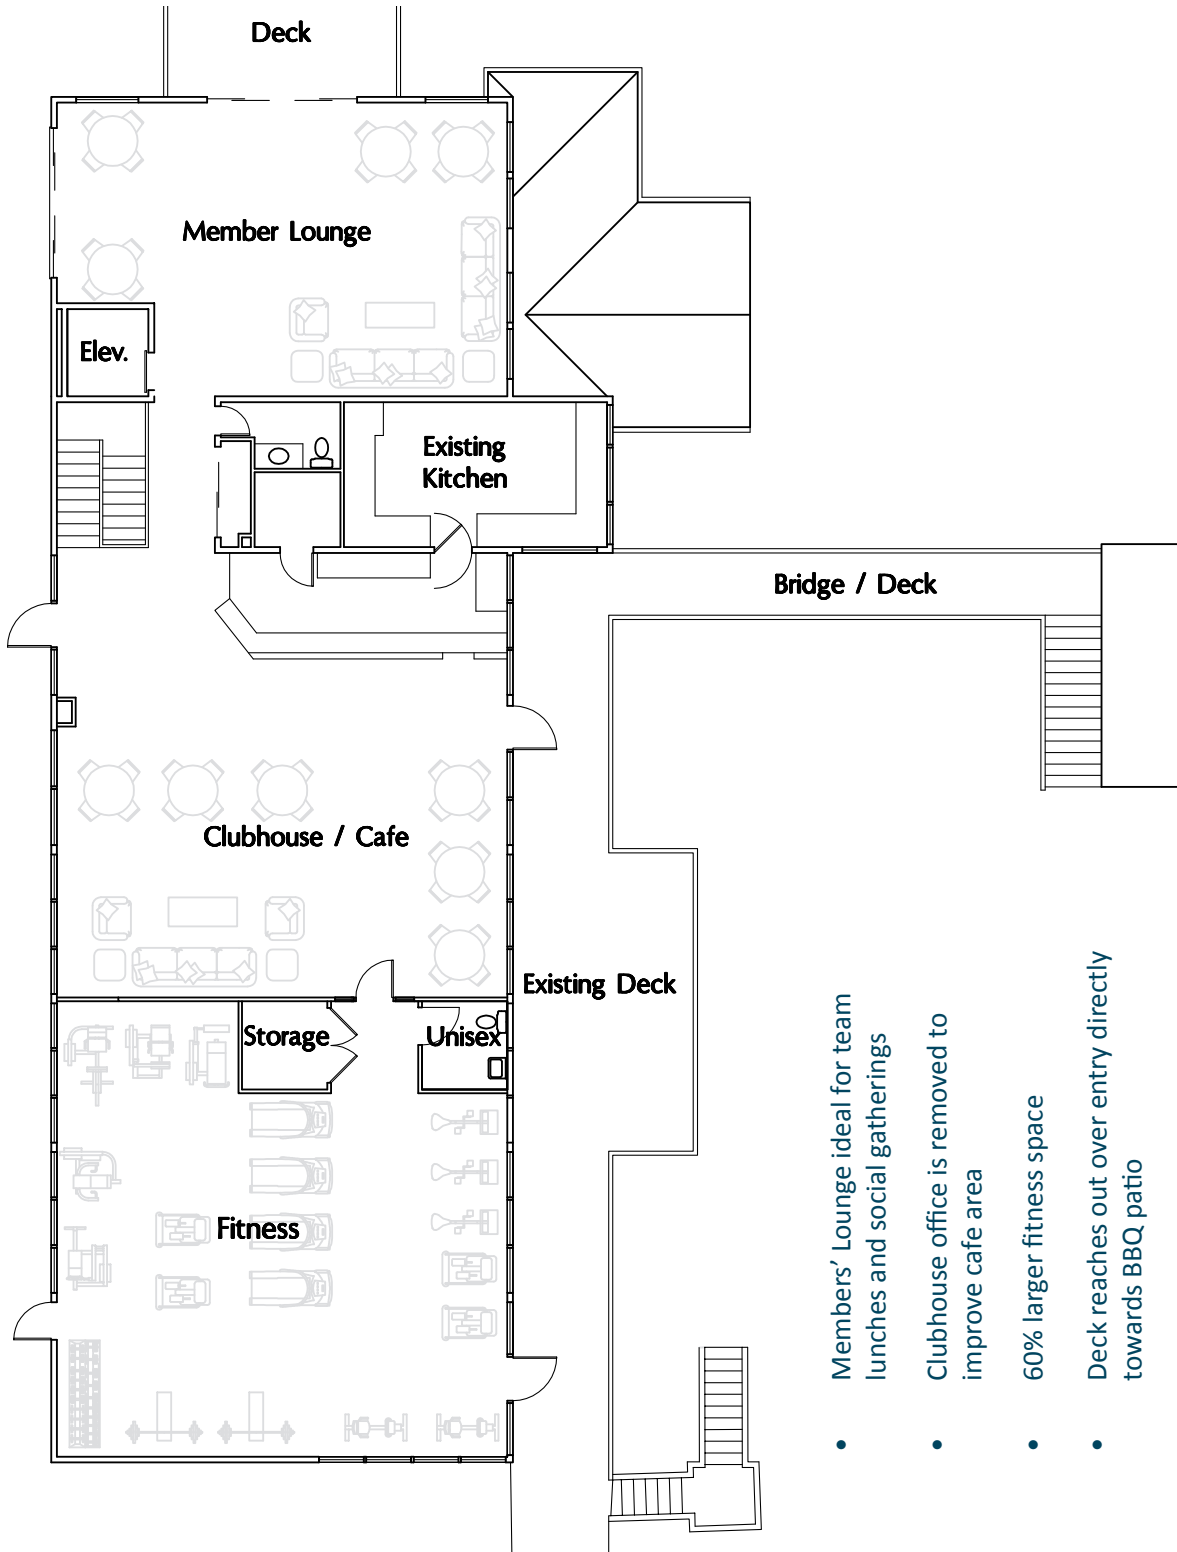 Deck
Member Lounge
Elev.
Existing
Kitchen
Bridge / Deck
Clubhouse / Cafe
Existing Deck
Storage
Unisex
Fitness
• Members’ Lounge ideal for team
lunches and social gatherings
• Clubhouse office is removed to
improve cafe area
• 60% larger fitness space
• Deck reaches out over entry directly
towards BBQ patio